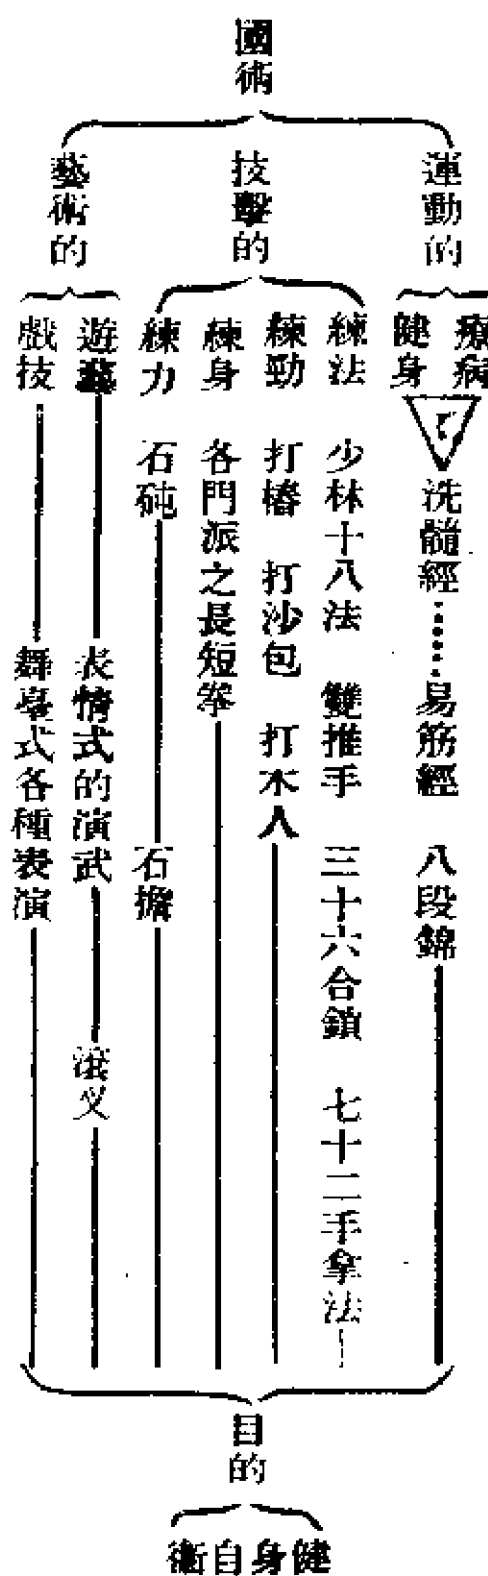 國術
運動的
療病
健身
洗髓經……易筋經 八段錦
技擊的
練法 少林十八法 雙推手 三十六合鎖 七十二手拿法
練勁 打樁 打沙包 打木人
練身 各門派之長短拳
練力 石砘 石擔
藝術的
遊藝 表情式的演武 滾叉
戲技 舞臺式各種表演
目的
健身自衞